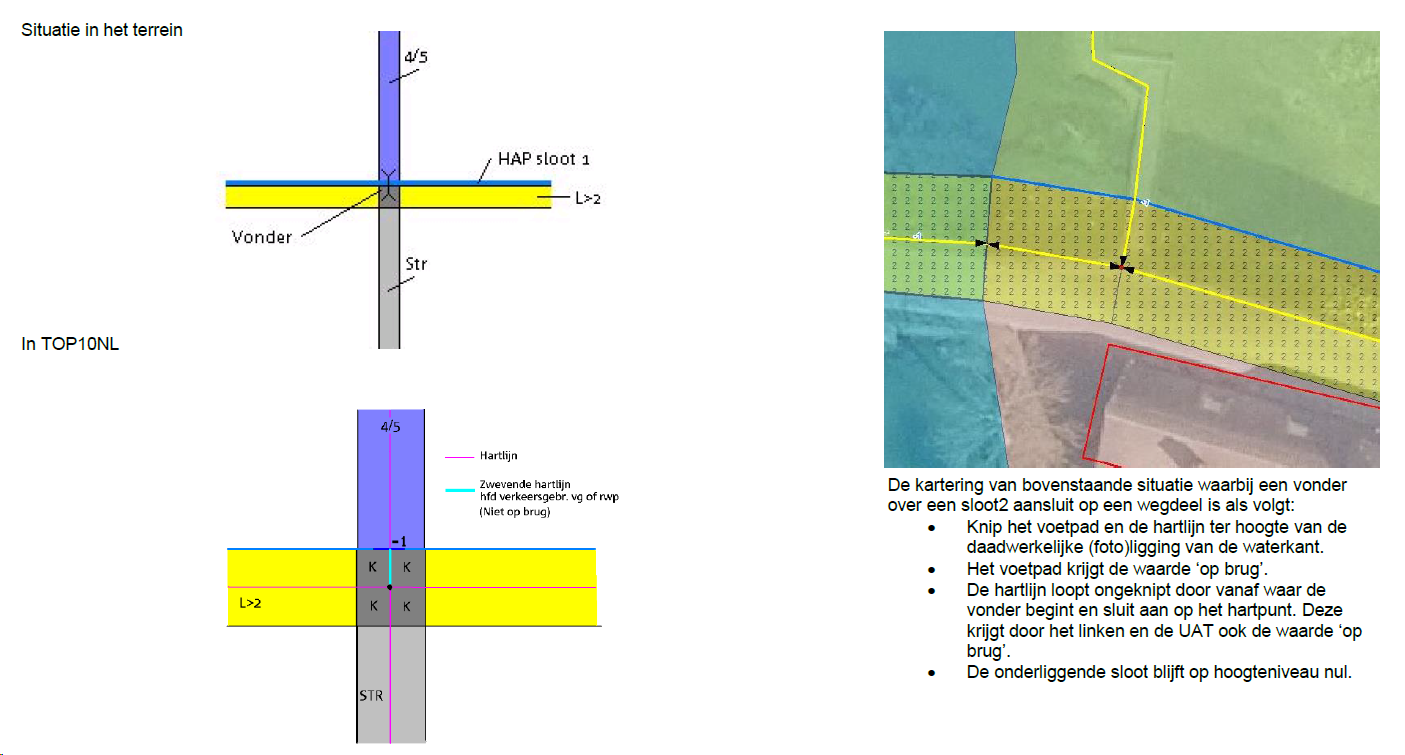 Situatie in het terrein
4/5
HAP sloot 1
L>2
Vonder
Str
In TOP10NL
4/5
Hartlijn
Zwevende hartlijn
hfd verkeersgebr. vg of rwp
(Niet op brug)
-1
K K
L>2
K K
STR
De kartering van bovenstaande situatie waarbij een vonder
over een sloot2 aansluit op een wegdeel is als volgt:
• Knip het voetpad en de hartlijn ter hoogte van de
daadwerkelijke (foto)ligging van de waterkant.
• Het voetpad krijgt de waarde ‘op brug’.
• De hartlijn loopt ongeknipt door vanaf waar de
vonder begint en sluit aan op het hartpunt. Deze
krijgt door het linken en de UAT ook de waarde ‘op
brug’.
• De onderliggende sloot blijft op hoogteniveau nul.